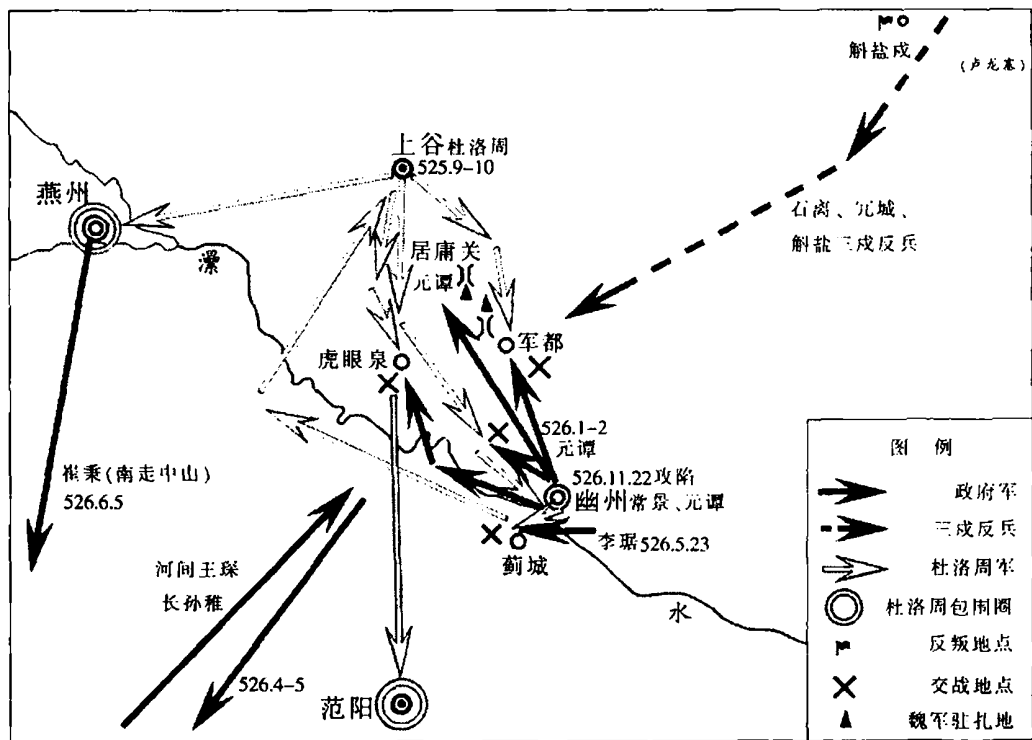 斛盐戍
(卢龙塞)
上谷杜洛周
525.9-10
燕州
石离、冗城、
斛盐三戍反兵
漯
居庸关
元谭
军都
虎眼泉
526.1-2
元谭
图 例
政府军
三戍反兵
杜洛周军
杜洛周包围圈
反叛地点
交战地点
魏军驻扎地
崔秉(南走中山)
526.6.5
526.11.22攻陷
幽州常景、元谭
李琚526.5.23
蓟城
河间王琛
长孙稚
水
526.4-5
范阳